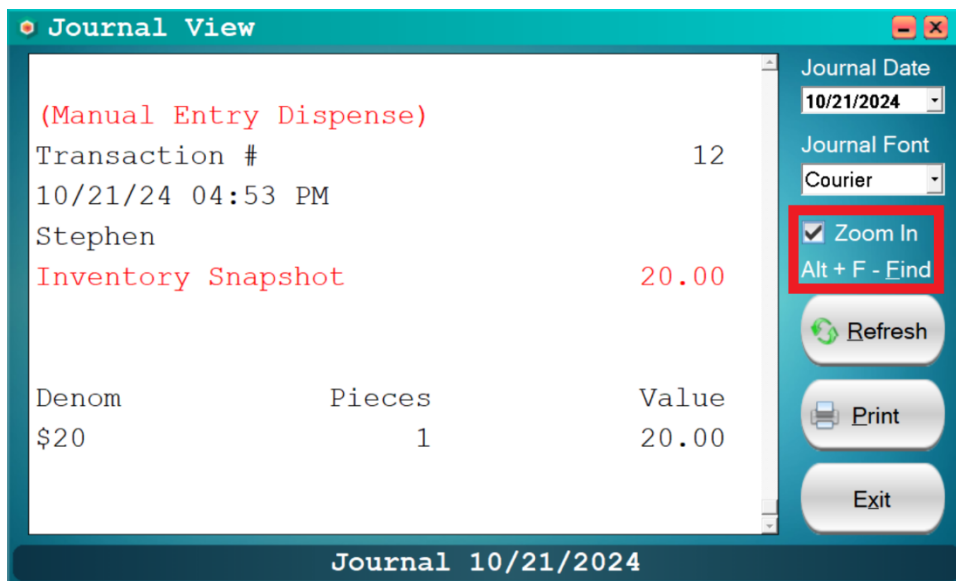 Journal View
(Manual Entry Dispense)
Transaction # 12
10/21/24 04:53 PM
Stephen
Inventory Snapshot 20.00
Denom Pieces Value
$20 1 20.00
Journal Date
10/21/2024
Journal Font
Courier
Zoom In
Alt + F - Find
Refresh
Print
Exit
Journal 10/21/2024